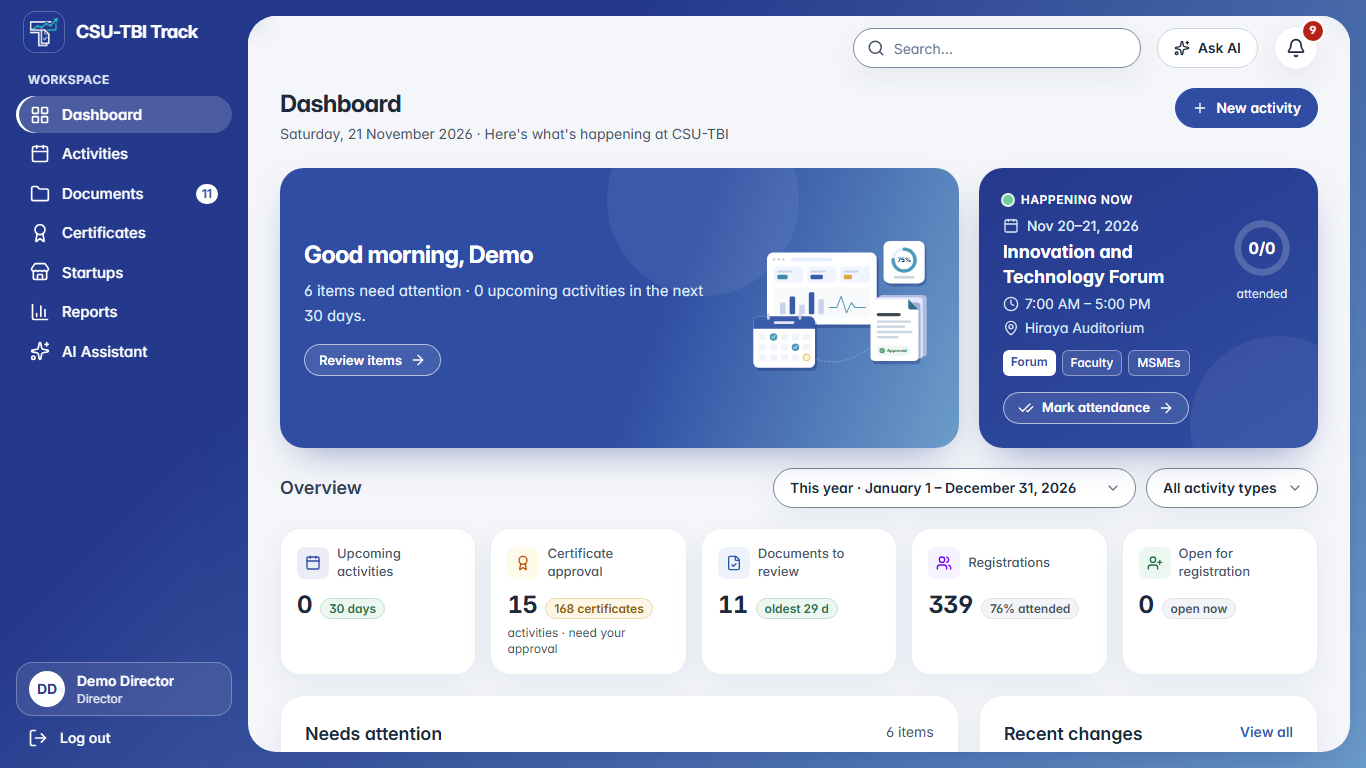 CSU-TBI Track
WORKSPACE
Dashboard
Activities
Documents 11
Certificates
Startups
Reports
AI Assistant
Demo Director
DD
Director
Log out
Search...
Ask AI
9
Dashboard
Saturday, 21 November 2026 · Here's what's happening at CSU-TBI
New activity
Good morning, Demo
6 items need attention · 0 upcoming activities in the next
30 days.
Review items
75%
Approved
HAPPENING NOW
Nov 20–21, 2026
Innovation and
Technology Forum
7:00 AM – 5:00 PM
Hiraya Auditorium
Forum Faculty MSMEs
Mark attendance
0/0
attended
Overview
This year · January 1 – December 31, 2026
All activity types
Upcoming
activities
0 30 days
Certificate
approval
15 168 certificates
activities · need your
approval
Documents to
review
11 oldest 29 d
Registrations
339 76% attended
Open for
registration
0 open now
Needs attention
6 items
Recent changes
View all